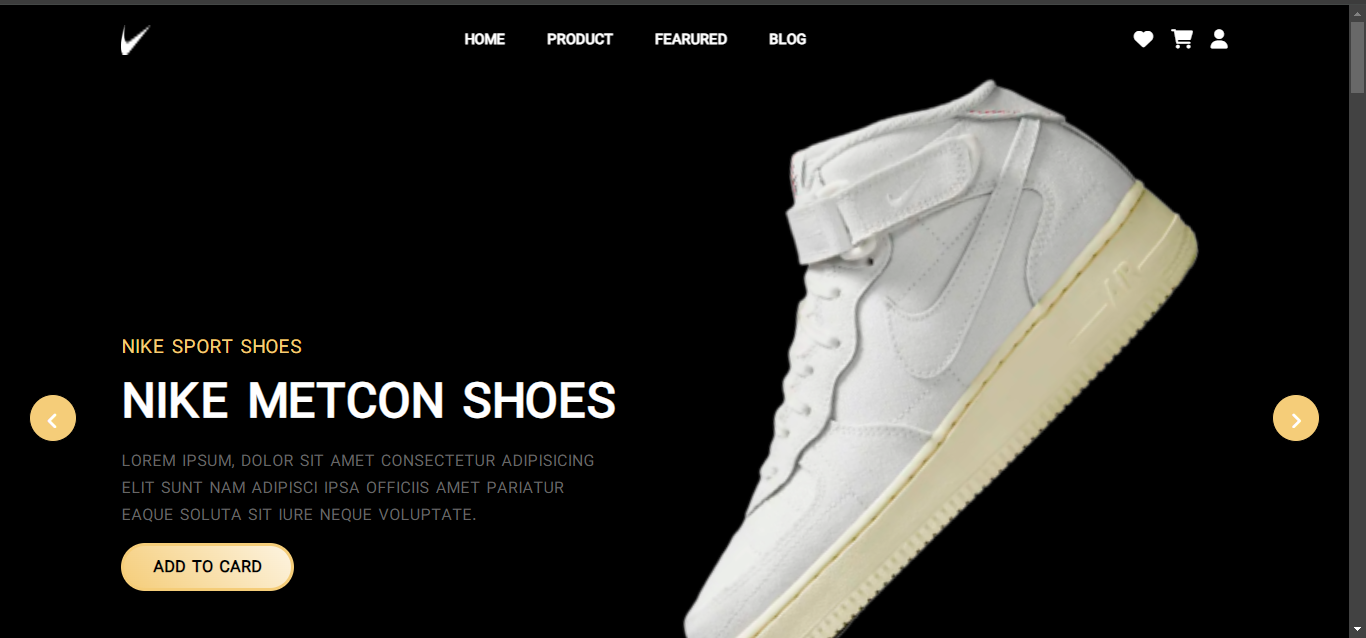 HOME PRODUCT FEARURED BLOG
AIR
NIKE SPORT SHOES
NIKE METCON SHOES
LOREM IPSUM, DOLOR SIT AMET CONSECTETUR ADIPISICING
ELIT SUNT NAM ADIPISCI IPSA OFFICIIS AMET PARIATUR
EAQUE SOLUTA SIT IURE NEQUE VOLUPTATE.
ADD TO CARD